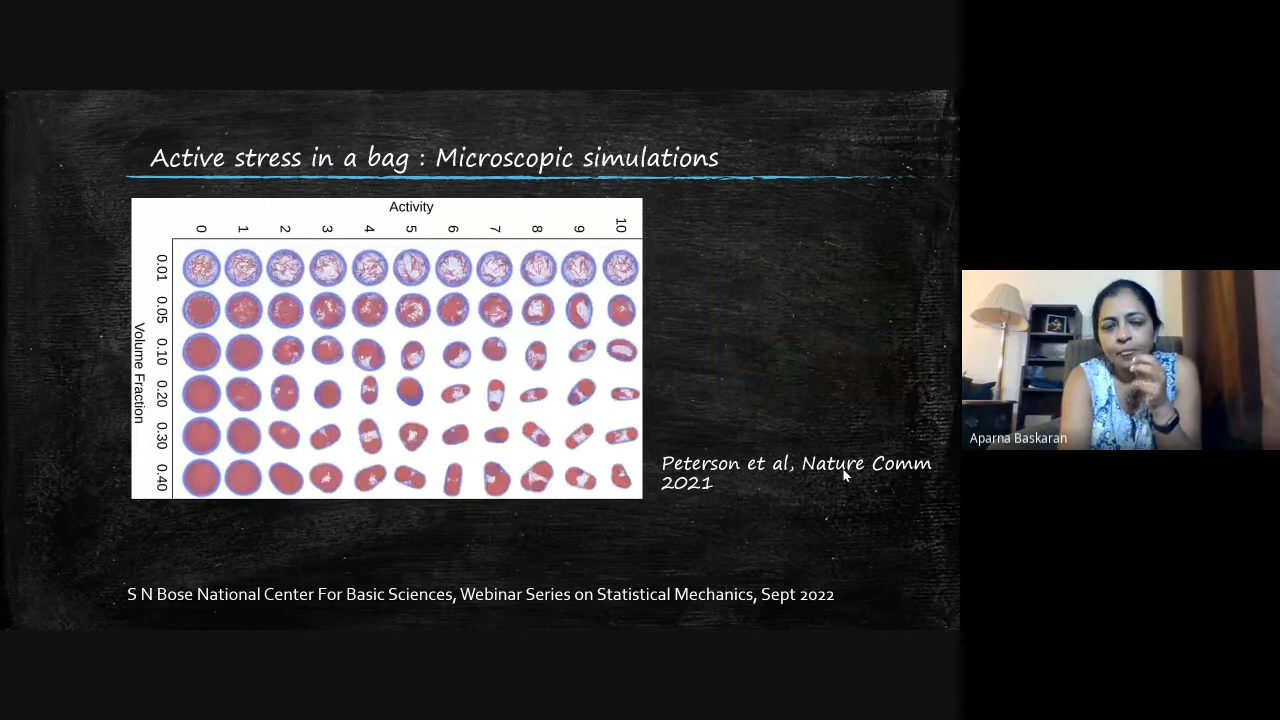 Active stress in a bag : Microscopic simulations
Activity
0 1 2 3 4 5 6 7 8 9 10
Volume Fraction
0.01
0.05
0.10
0.20
0.30
0.40
Peterson et al, Nature Comm
2021
Aparna Baskaran
S N Bose National Center For Basic Sciences, Webinar Series on Statistical Mechanics, Sept 2022